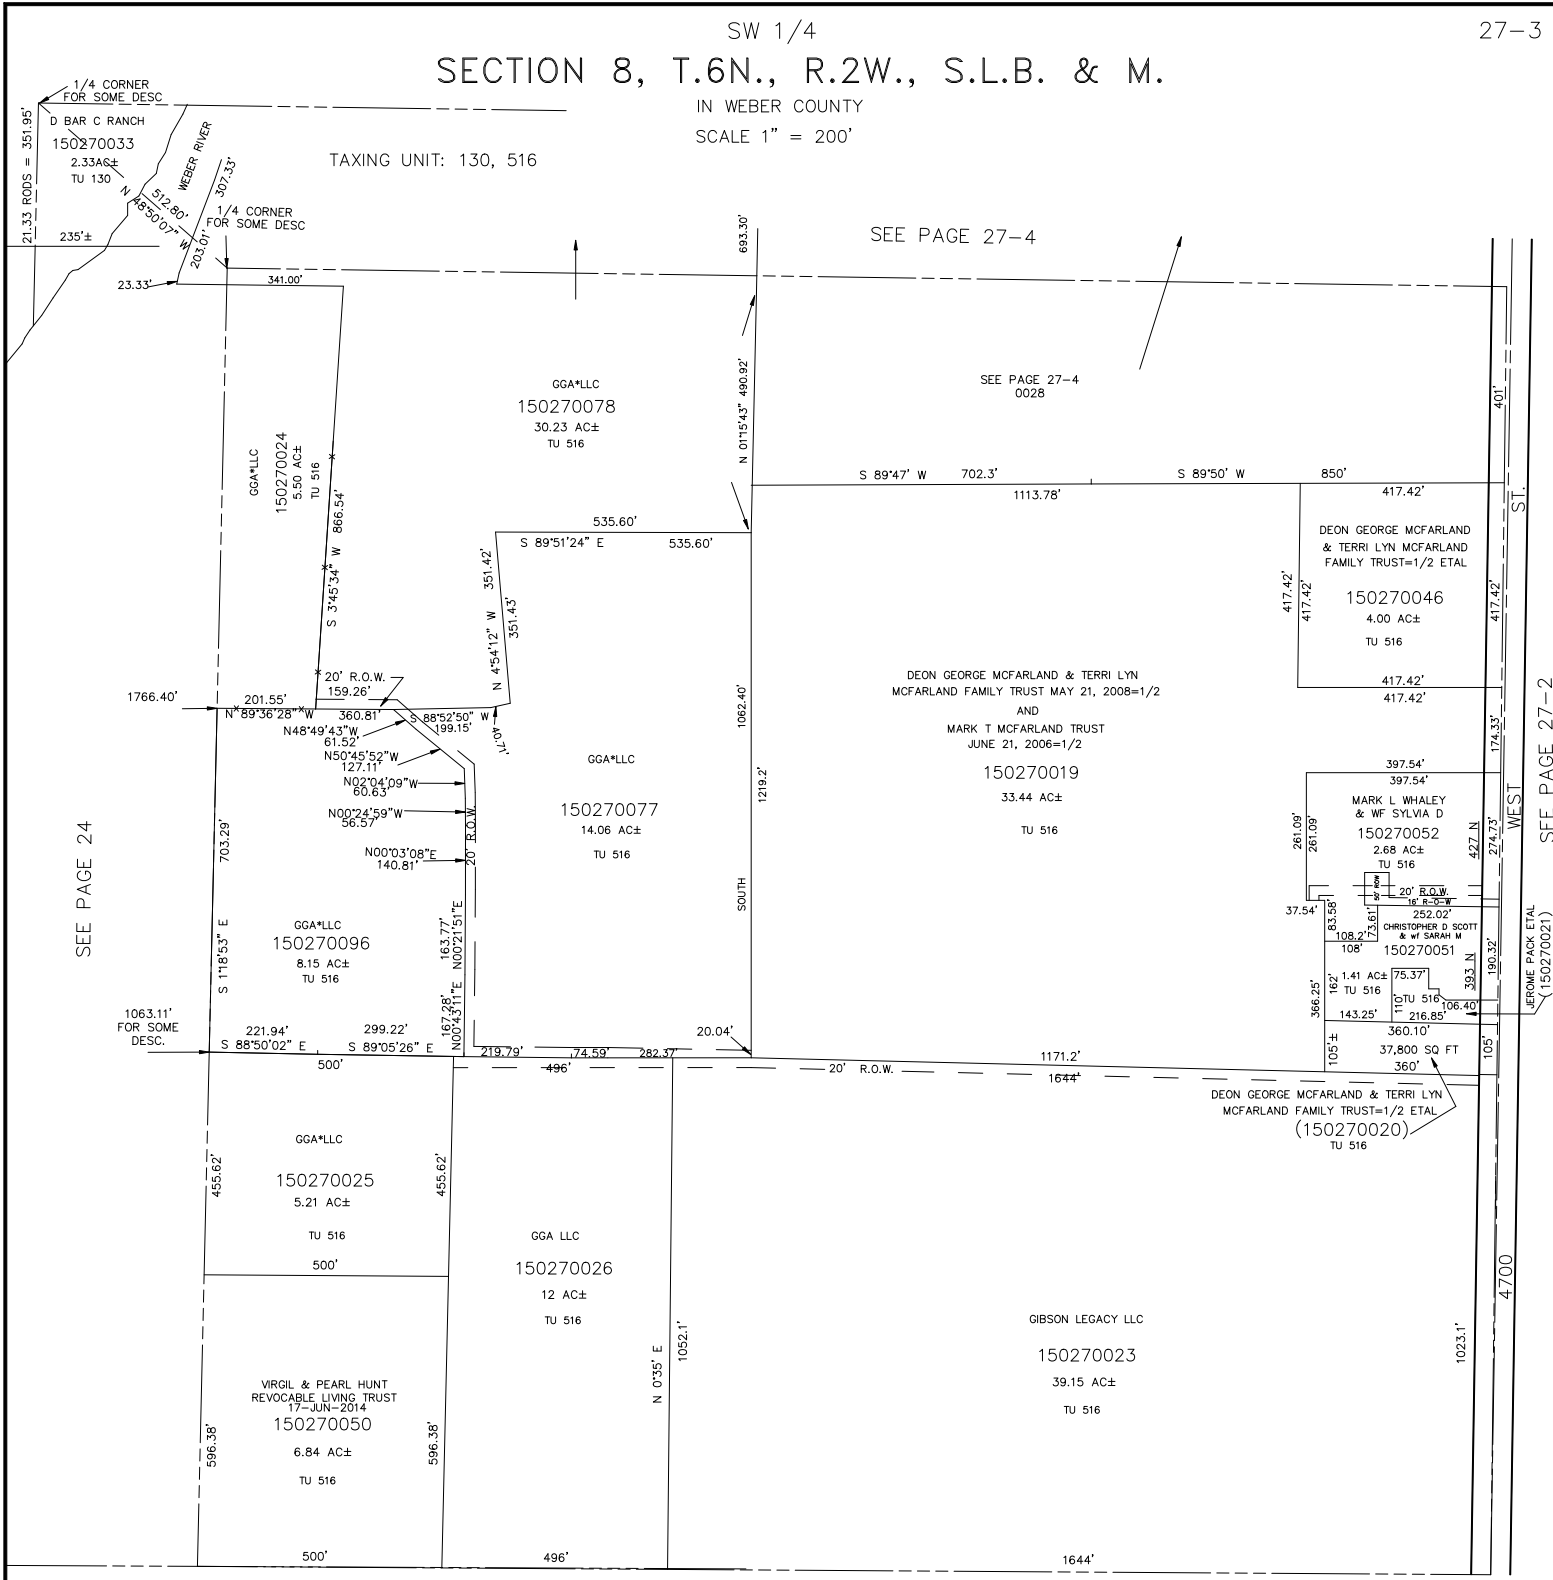 SW 1/4
27-3
SECTION 8, T.6N., R.2W., S.L.B. & M.
IN WEBER COUNTY
SCALE 1" = 200'
TAXING UNIT: 130, 516
1/4 CORNER
FOR SOME DESC
D BAR C RANCH
150270033
2.33AC±
TU 130
21.33 RODS = 351.95'
235'±
WEBER RIVER
512.80'
N 48°50'07" W
307.33'
203.01'
1/4 CORNER
FOR SOME DESC
23.33'
341.00'
693.30'
SEE PAGE 27-4
GGA*LLC
150270078
30.23 AC±
TU 516
N 01°15'43" 490.92'
SEE PAGE 27-4
0028
401'
GGA*LLC
150270024
5.50 AC±
TU 516
S 3°45'34" W 866.54'
S 89°47' W 702.3'
S 89°50' W 850'
1113.78'
417.42'
535.60'
S 89°51'24" E 535.60'
N 4°54'12" W 351.42'
351.43'
DEON GEORGE MCFARLAND
& TERRI LYN MCFARLAND
FAMILY TRUST=1/2 ETAL
150270046
4.00 AC±
TU 516
417.42'
417.42'
417.42'
417.42'
417.42'
ST.
WEST
4700
SEE PAGE 27-2
20' R.O.W.
159.26'
1766.40'
201.55'
N 89°36'28" W
360.81'
S 88°52'50" W
199.15'
40.71'
N48°49'43"W
61.52'
N50°45'52"W
127.11'
N02°04'09"W
60.63'
N00°24'59"W
56.57'
N00°03'08"E
140.81'
20' R.O.W.
163.77'
N00°21'51"E
167.28'
N00°43'11"E
GGA*LLC
150270077
14.06 AC±
TU 516
1062.40'
1219.2'
SOUTH
DEON GEORGE MCFARLAND & TERRI LYN
MCFARLAND FAMILY TRUST MAY 21, 2008=1/2
AND
MARK T MCFARLAND TRUST
JUNE 21, 2006=1/2
150270019
33.44 AC±
TU 516
174.33'
397.54'
397.54'
MARK L WHALEY
& WF SYLVIA D
150270052
2.68 AC±
TU 516
261.09'
261.09'
427 N
274.73'
50' ROW
20' R.O.W.
16' R-O-W
37.54'
83.58'
73.61'
252.02'
CHRISTOPHER D SCOTT
& wf SARAH M
150270051
108.2'
108'
1.41 AC±
TU 516
75.37'
393 N
190.32'
366.25'
162'
110'
TU 516
106.40'
143.25'
216.85'
JEROME PACK ETAL
(150270021)
360.10'
37,800 SQ FT
360'
105'±
105'
SEE PAGE 24
703.29'
S 1°18'53" E
GGA*LLC
150270096
8.15 AC±
TU 516
1063.11'
FOR SOME
DESC.
221.94'
299.22'
S 88°50'02" E
S 89°05'26" E
500'
219.79'
74.59'
282.37'
20.04'
496'
20' R.O.W.
1171.2'
1644'
DEON GEORGE MCFARLAND & TERRI LYN
MCFARLAND FAMILY TRUST=1/2 ETAL
(150270020)
TU 516
GGA*LLC
150270025
5.21 AC±
TU 516
455.62'
455.62'
500'
GGA LLC
150270026
12 AC±
TU 516
N 0°35' E 1052.1'
GIBSON LEGACY LLC
150270023
39.15 AC±
TU 516
1023.1'
VIRGIL & PEARL HUNT
REVOCABLE LIVING TRUST
17-JUN-2014
150270050
6.84 AC±
TU 516
596.38'
596.38'
500'
496'
1644'